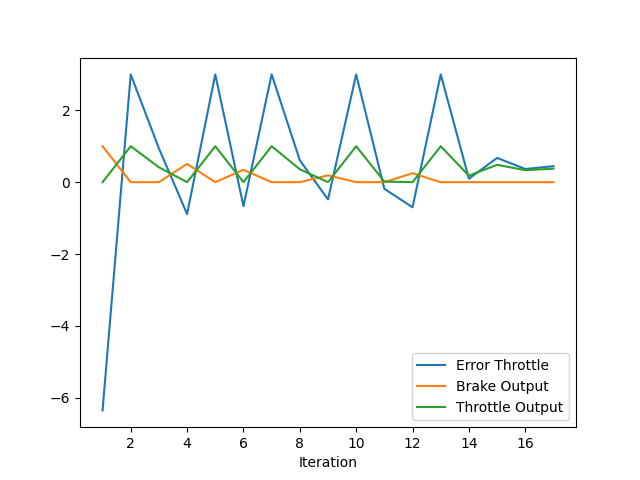 2
0
−2
−4
−6
2 4 6 8 10 12 14 16
Iteration
Error Throttle
Brake Output
Throttle Output